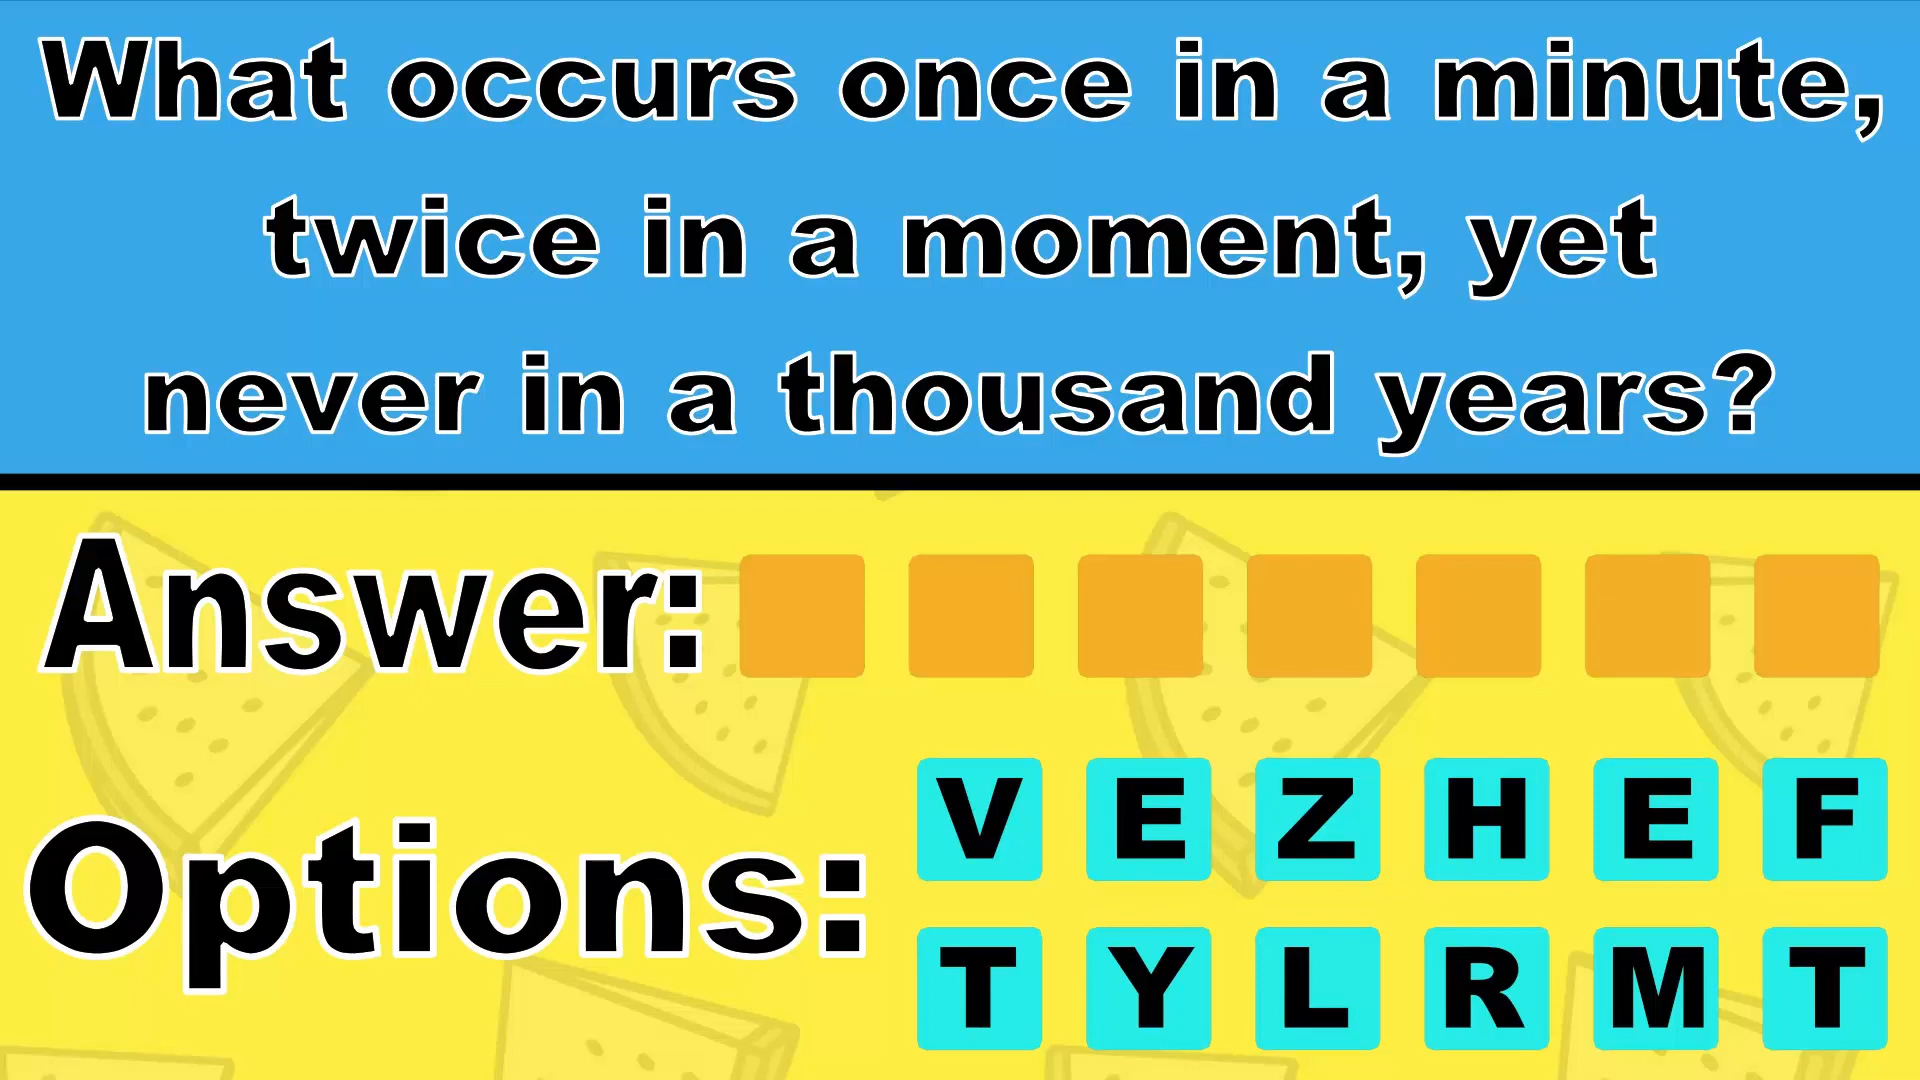 What occurs once in a minute,
twice in a moment, yet
never in a thousand years?
Answer:
Options:
V E Z H E F
T Y L R M T